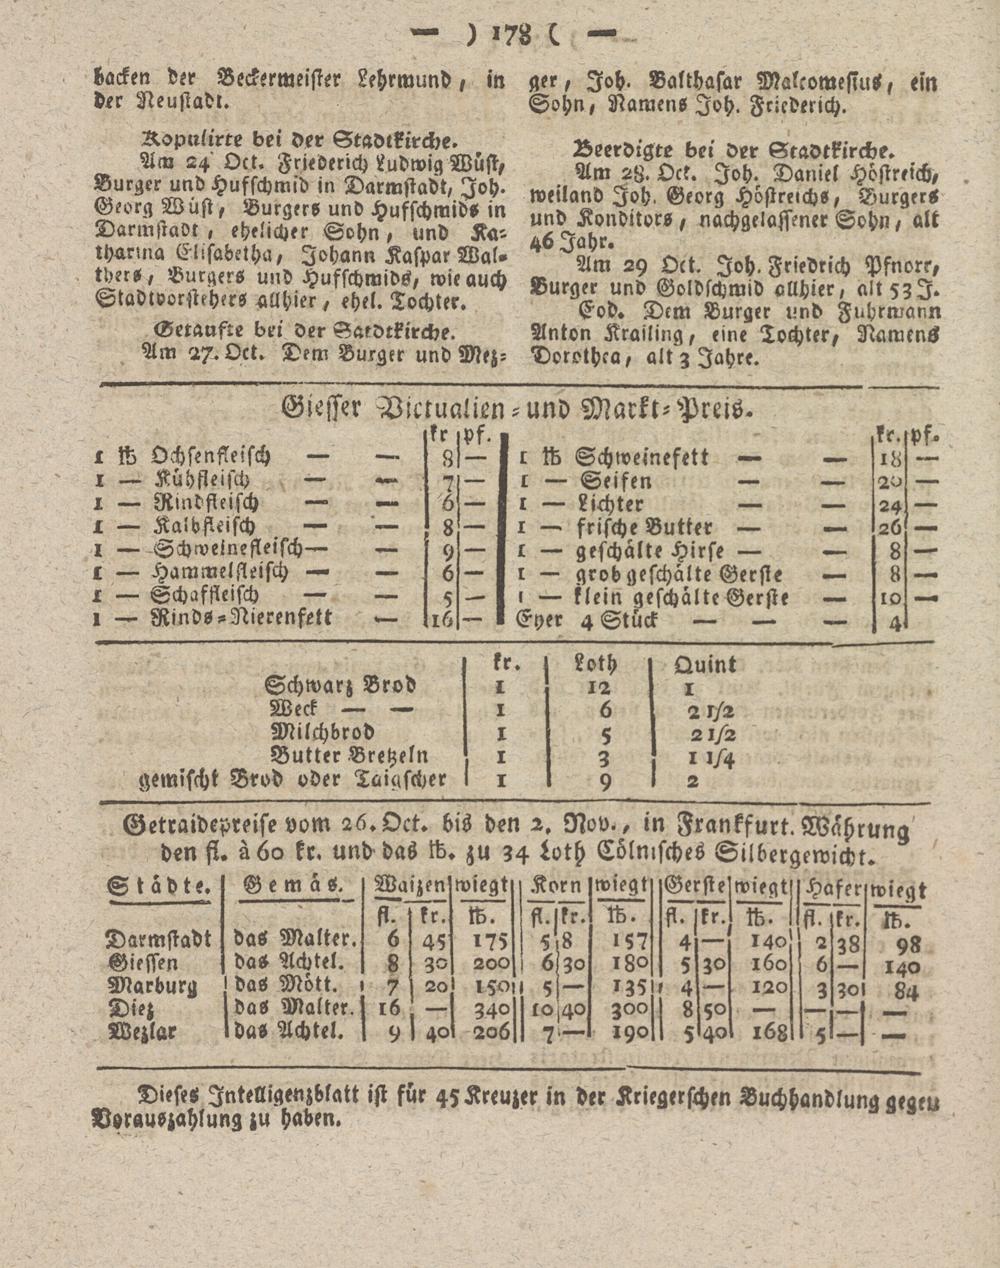 — ) 178 ( —
backen der Beckermeister Lehrmund, in
der Neustadt.
Kopulirte bei der Stadtkirche.
Am 24 Oct. Friederich Ludwig Wüst,
Burger und Hufschmid in Darmstadt, Joh.
Georg Wüst, Burgers und Hufschmids in
Darmstadt, ehelicher Sohn, und Ka-
tharina Elisabetha, Johann Kaspar Wal-
thers, Burgers und Hufschmids, wie auch
Stadtvorstehers allhier, ehel. Tochter.
Getaufte bei der Satdtkirche.
Am 27. Oct. Dem Burger und Mez-
ger, Joh. Balthasar Malcomesius, ein
Sohn, Namens Joh. Friederich.
Beerdigte bei der Stadtkirche.
Am 28. Oct. Joh. Daniel Höstreich,
weiland Joh. Georg Höstreichs, Burgers
und Konditors, nachgelassener Sohn, alt
46 Jahr.
Am 29 Oct. Joh. Friedrich Pfnorr,
Burger und Goldschmid allhier, alt 53 J.
Eod. Dem Burger und Fuhrmann
Anton Krailing, eine Tochter, Namens
Dorothea, alt 3 Jahre.
Giesser Victualien- und Markt-Preis.
kr pf.
1 ℔ Ochsenfleisch — — 8 —
1 — Kühfleisch — — 7 —
1 — Rindfleisch — — 6 —
1 — Kalbfleisch — — 8 —
1 — Schweinefleisch — — 9 —
1 — Hammelfleisch — — 6 —
1 — Schaffleisch — — 5 —
1 — Rinds-Nierenfett — 16 —
kr. pf.
1 ℔ Schweinefett — — 18 —
1 — Seifen — — 20 —
1 — Lichter — — 24 —
1 — frische Butter — — 26 —
1 — geschälte Hirse — — 8 —
1 — grob geschälte Gerste — 8 —
1 — klein geschälte Gerste — 10 —
Eyer 4 Stück — — — 4
kr. Loth Quint
Schwarz Brod 1 12 1
Weck — — 1 6 2 1/2
Milchbrod 1 5 2 1/2
Butter Bretzeln 1 3 1 1/4
gemischt Brod oder Taigscher 1 9 2
Getraidepreise vom 26. Oct. bis den 2. Nov., in Frankfurt. Währung
den fl. à 60 kr. und das ℔. zu 34 Loth Cölnisches Silbergewicht.
Städte. Gemäs. Waizen wiegt Korn wiegt Gerste wiegt Hafer wiegt
fl. kr. ℔. fl. kr. ℔. fl. kr. ℔. fl. kr. ℔.
Darmstadt das Malter. 6 45 175 5 8 157 4 — 140 2 38 98
Giessen das Achtel. 8 30 200 6 30 180 5 30 160 6 — 140
Marburg das Mött. 7 20 150 5 — 135 4 — 120 3 30 84
Diez das Malter. 16 — 340 10 40 300 8 50 — — — —
Wezlar das Achtel. 9 40 206 7 — 190 5 40 168 5 — —
Dieses Intelligenzblatt ist für 45 Kreuzer in der Kriegerschen Buchhandlung gegen
Vorauszahlung zu haben.